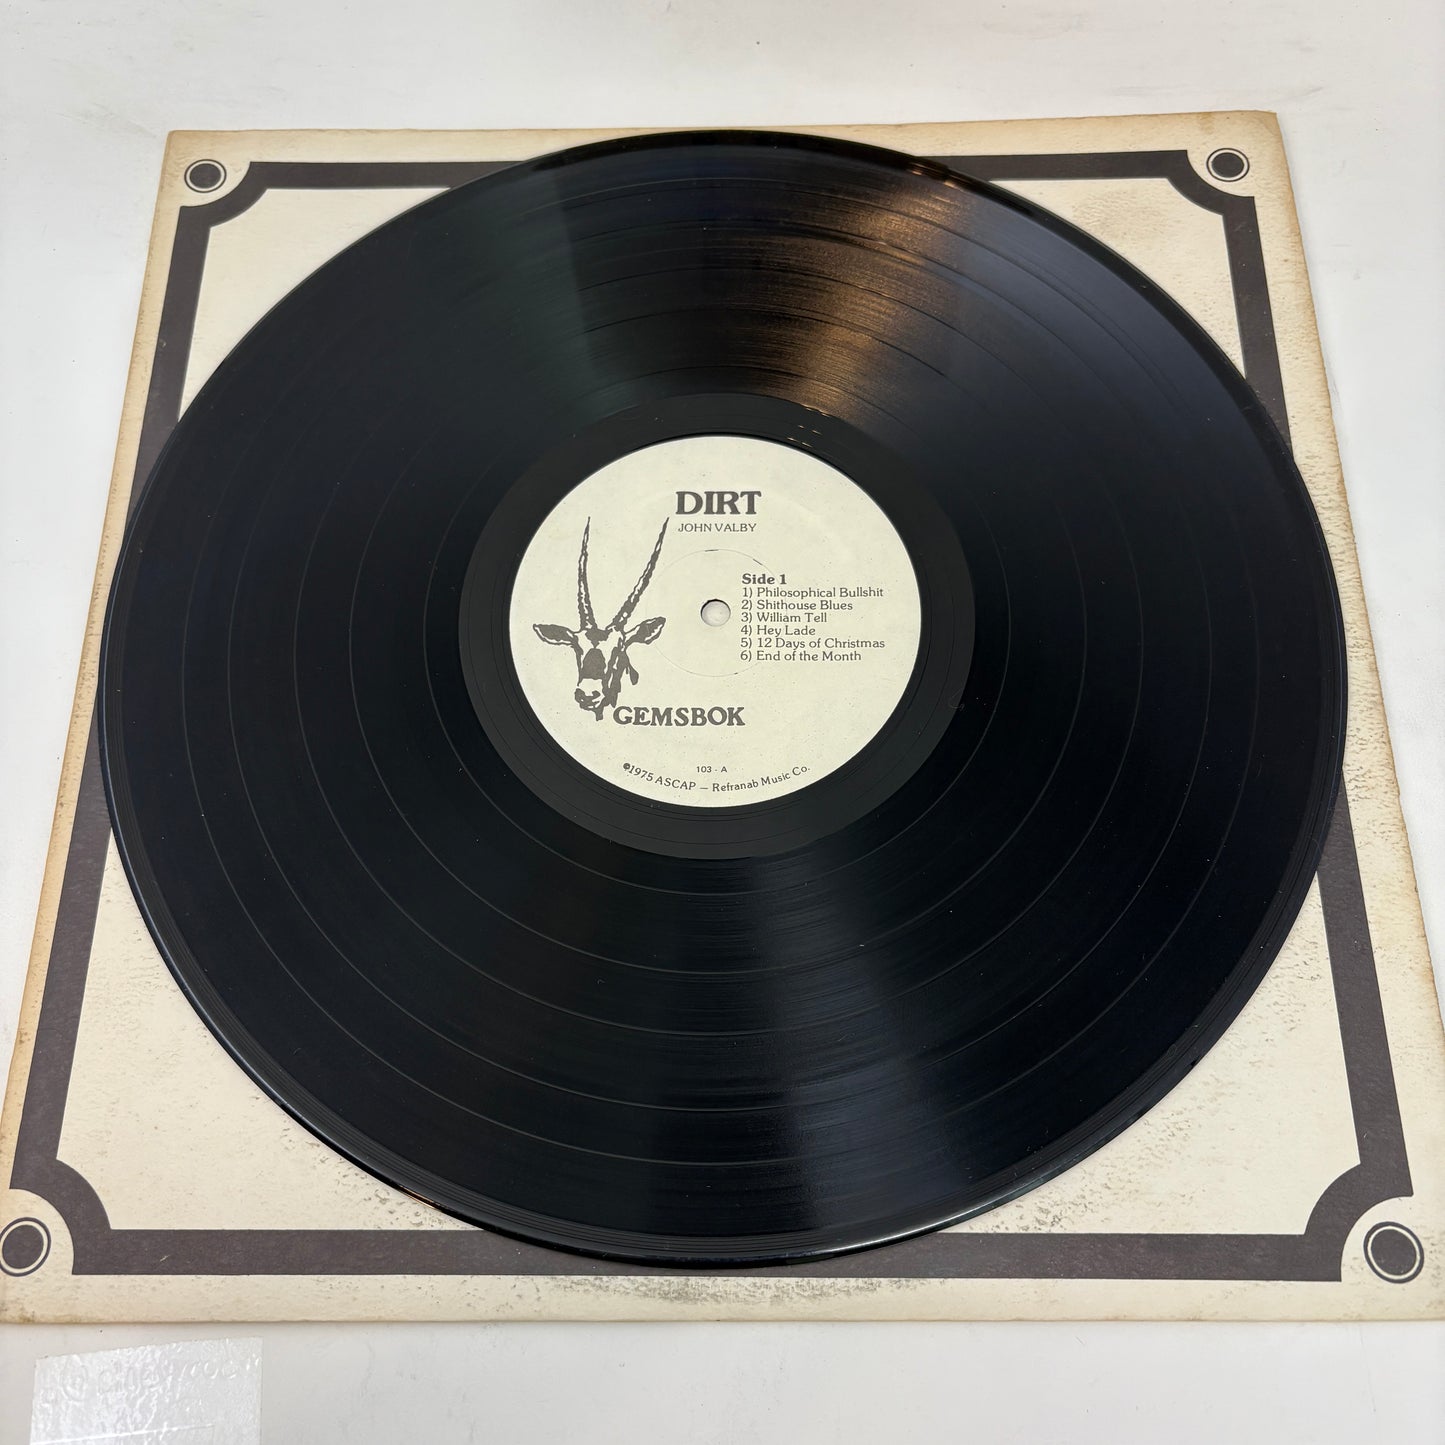 DIRT
JOHN VALBY
Side 1
1) Philosophical Bullshit
2) Shithouse Blues
3) William Tell
4) Hey Lade
5) 12 Days of Christmas
6) End of the Month
GEMSBOK
103 - A
©1975 ASCAP — Refranab Music Co.